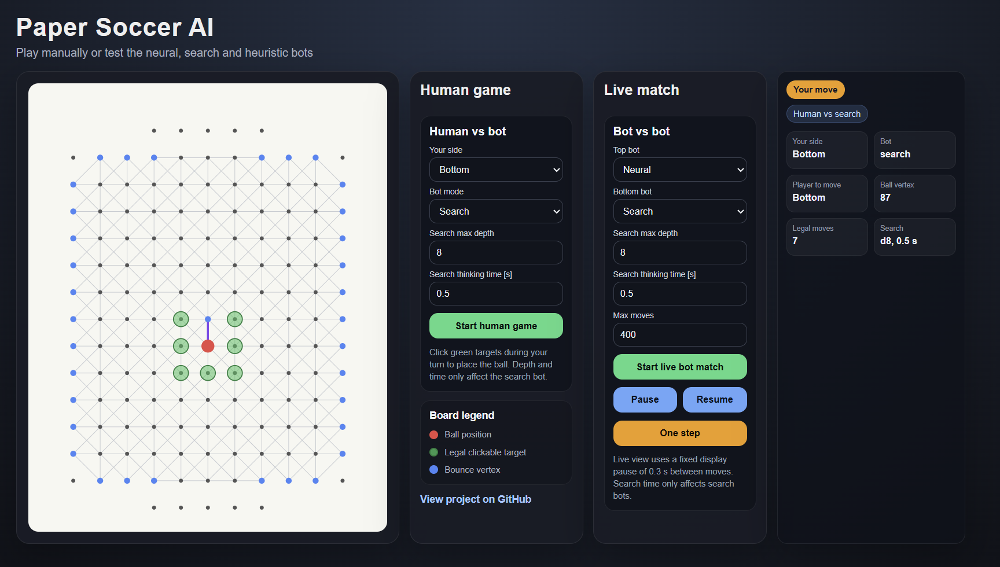 Paper Soccer AI
Play manually or test the neural, search and heuristic bots
Human game
Human vs bot
Your side
Bottom
Bot mode
Search
Search max depth
8
Search thinking time [s]
0.5
Start human game
Click green targets during your
turn to place the ball. Depth and
time only affect the search bot.
Board legend
Ball position
Legal clickable target
Bounce vertex
View project on GitHub
Live match
Bot vs bot
Top bot
Neural
Bottom bot
Search
Search max depth
8
Search thinking time [s]
0.5
Max moves
400
Start live bot match
Pause
Resume
One step
Live view uses a fixed display
pause of 0.3 s between moves.
Search time only affects search
bots.
Your move
Human vs search
Your side
Bottom
Bot
search
Player to move
Bottom
Ball vertex
87
Legal moves
7
Search
d8, 0.5 s